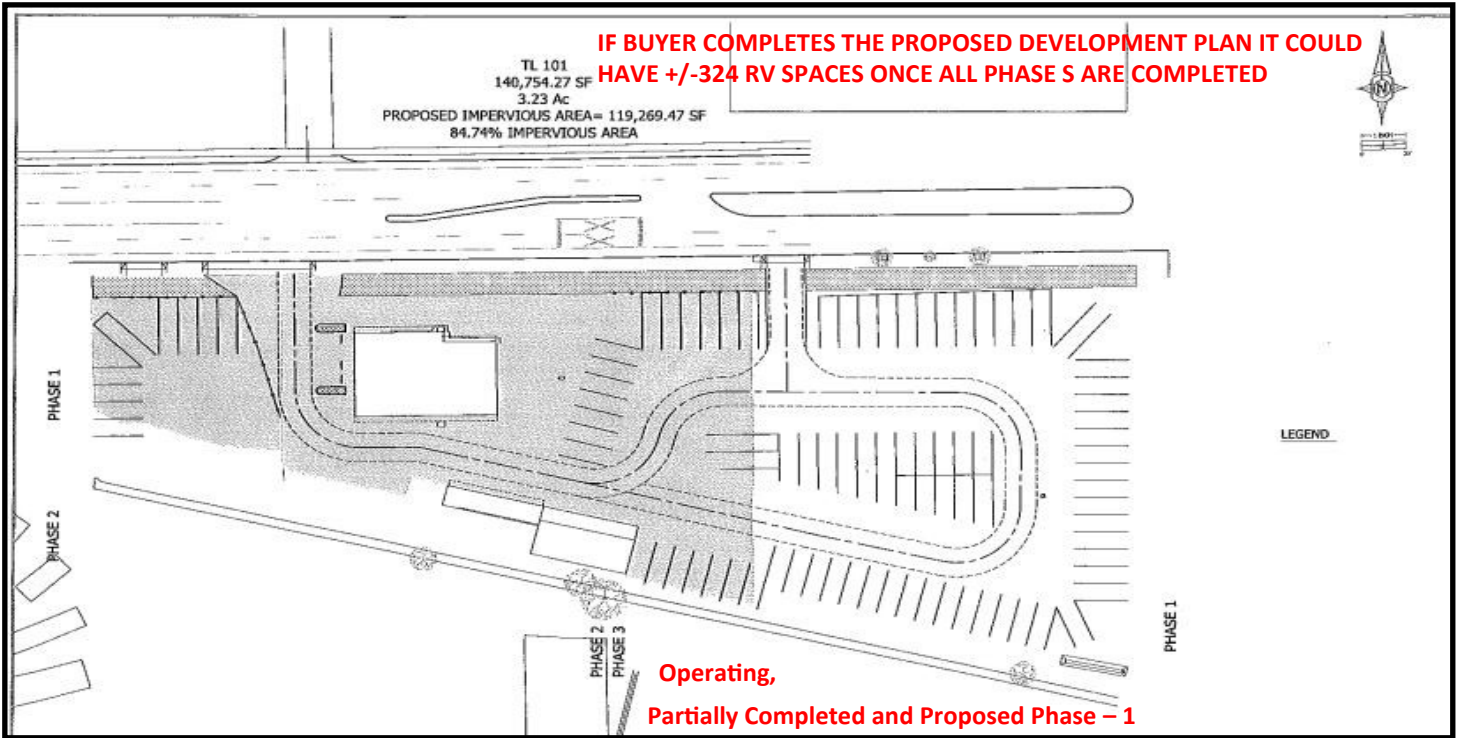 IF BUYER COMPLETES THE PROPOSED DEVELOPMENT PLAN IT COULD
HAVE +/-324 RV SPACES ONCE ALL PHASE S ARE COMPLETED
TL 101
140,754.27 SF
3.23 Ac
PROPOSED IMPERVIOUS AREA= 119,269.47 SF
84.74% IMPERVIOUS AREA
N
PHASE 1
LEGEND
PHASE 2
PHASE 2
PHASE 3
PHASE 1
Operating,
Partially Completed and Proposed Phase – 1